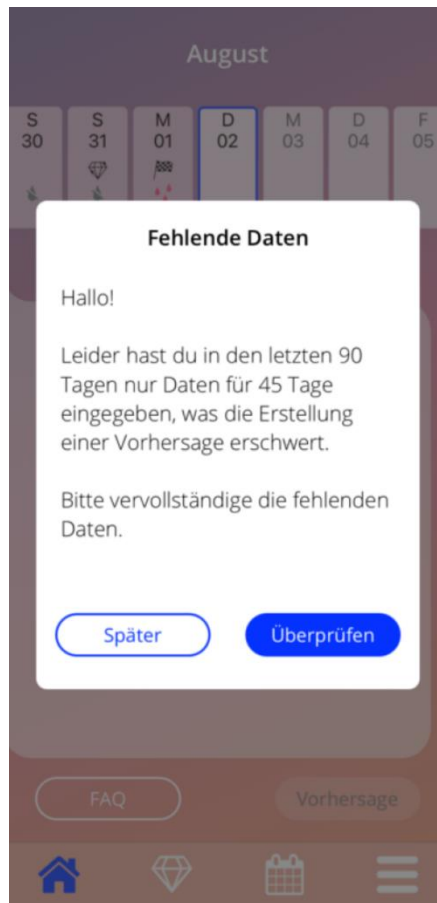 August
S S M D M D F
30 31 01 02 03 04 05
Fehlende Daten
Hallo!
Leider hast du in den letzten 90
Tagen nur Daten für 45 Tage
eingegeben, was die Erstellung
einer Vorhersage erschwert.
Bitte vervollständige die fehlenden
Daten.
Später Überprüfen
FAQ Vorhersage